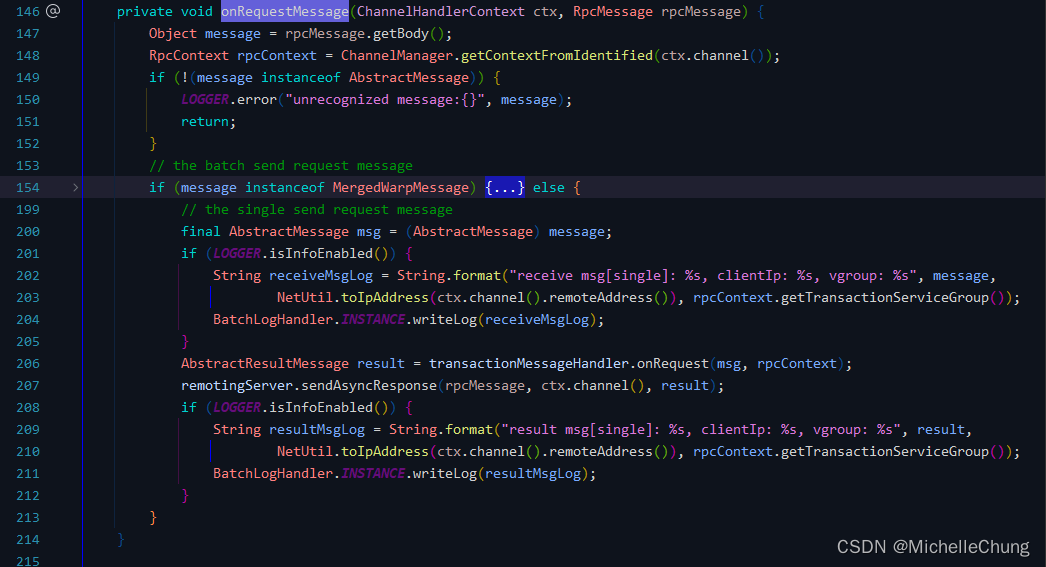 146 @ private void onRequestMessage(ChannelHandlerContext ctx, RpcMessage rpcMessage) {
147 Object message = rpcMessage.getBody();
148 RpcContext rpcContext = ChannelManager.getContextFromIdentified(ctx.channel());
149 if (!(message instanceof AbstractMessage)) {
150 LOGGER.error("unrecognized message:{}", message);
151 return;
152 }
153 // the batch send request message
154 > if (message instanceof MergedWarpMessage) {...} else {
199 // the single send request message
200 final AbstractMessage msg = (AbstractMessage) message;
201 if (LOGGER.isInfoEnabled()) {
202 String receiveMsgLog = String.format("receive msg[single]: %s, clientIp: %s, vgroup: %s", message,
203 NetUtil.toIpAddress(ctx.channel().remoteAddress()), rpcContext.getTransactionServiceGroup());
204 BatchLogHandler.INSTANCE.writeLog(receiveMsgLog);
205 }
206 AbstractResultMessage result = transactionMessageHandler.onRequest(msg, rpcContext);
207 remotingServer.sendAsyncResponse(rpcMessage, ctx.channel(), result);
208 if (LOGGER.isInfoEnabled()) {
209 String resultMsgLog = String.format("result msg[single]: %s, clientIp: %s, vgroup: %s", result,
210 NetUtil.toIpAddress(ctx.channel().remoteAddress()), rpcContext.getTransactionServiceGroup());
211 BatchLogHandler.INSTANCE.writeLog(resultMsgLog);
212 }
213 }
214 }
215
CSDN @MichelleChung